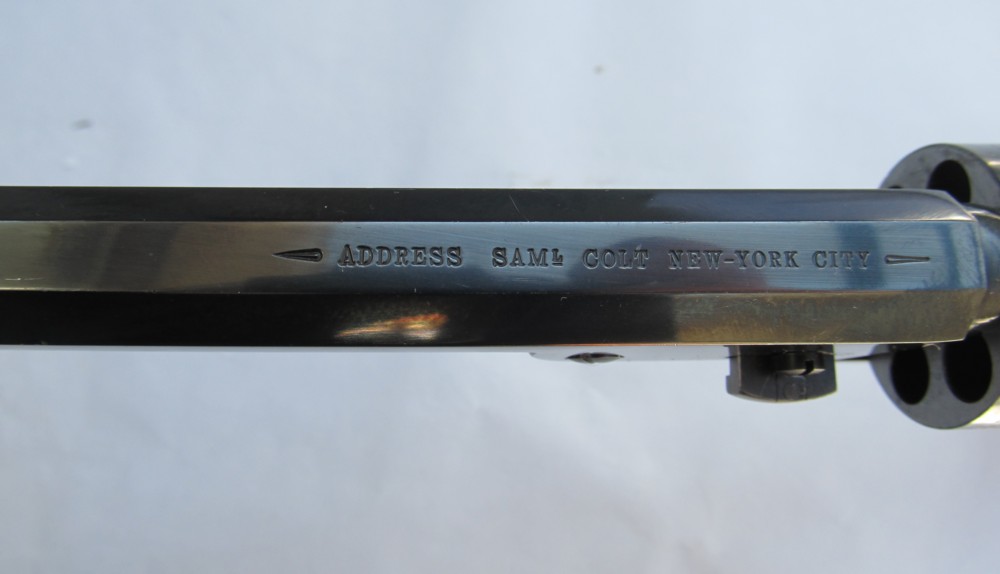 ADDRESS SAML COLT NEW-YORK CITY